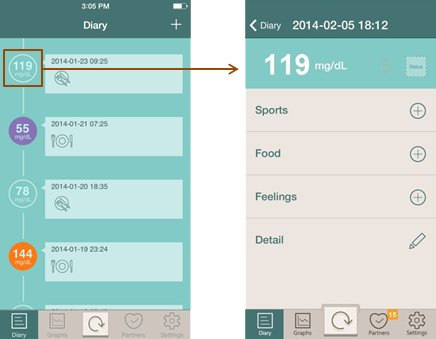 3:05 PM
Diary
119
mg/dL
2014-01-23 09:25
55
mg/dL
2014-01-21 07:25
78
mg/dL
2014-01-20 18:35
144
mg/dL
2014-01-19 23:24
Diary
Graphs
Partners
Settings
Diary
2014-02-05 18:12
119 mg/dL
Status
Sports
Food
Feelings
Detail
15
Diary
Graphs
Partners
Settings